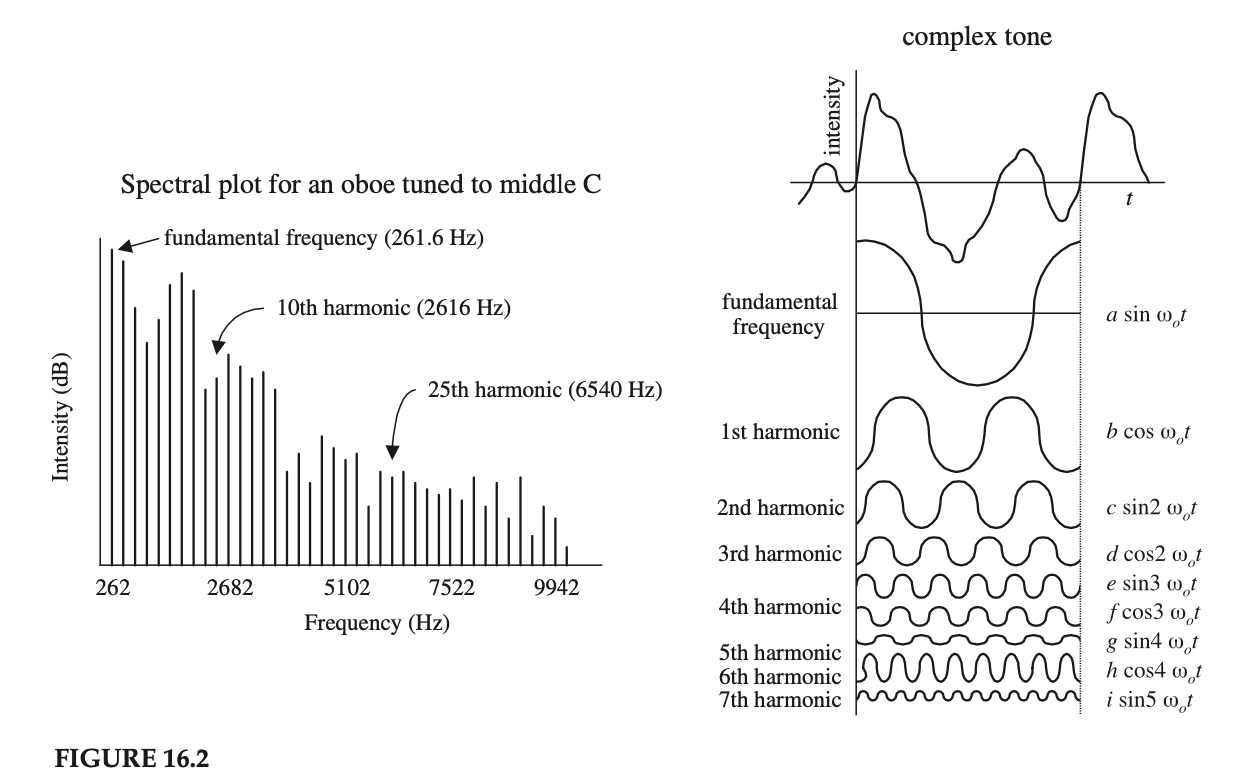 Spectral plot for an oboe tuned to middle C
fundamental frequency (261.6 Hz)
10th harmonic (2616 Hz)
25th harmonic (6540 Hz)
Intensity (dB)
262 2682 5102 7522 9942
Frequency (Hz)
complex tone
intensity
t
fundamental
frequency
a sin ωₒt
1st harmonic
b cos ωₒt
2nd harmonic
c sin2 ωₒt
3rd harmonic
d cos2 ωₒt
e sin3 ωₒt
4th harmonic
f cos3 ωₒt
g sin4 ωₒt
5th harmonic
6th harmonic
h cos4 ωₒt
7th harmonic
i sin5 ωₒt
FIGURE 16.2